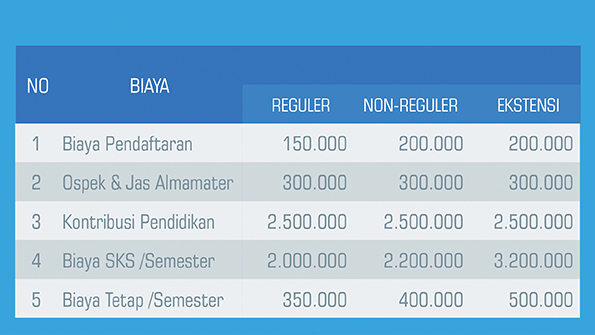 NO BIAYA
REGULER NON-REGULER EKSTENSI
1 Biaya Pendaftaran 150.000 200.000 200.000
2 Ospek & Jas Almamater 300.000 300.000 300.000
3 Kontribusi Pendidikan 2.500.000 2.500.000 2.500.000
4 Biaya SKS /Semester 2.000.000 2.200.000 3.200.000
5 Biaya Tetap /Semester 350.000 400.000 500.000